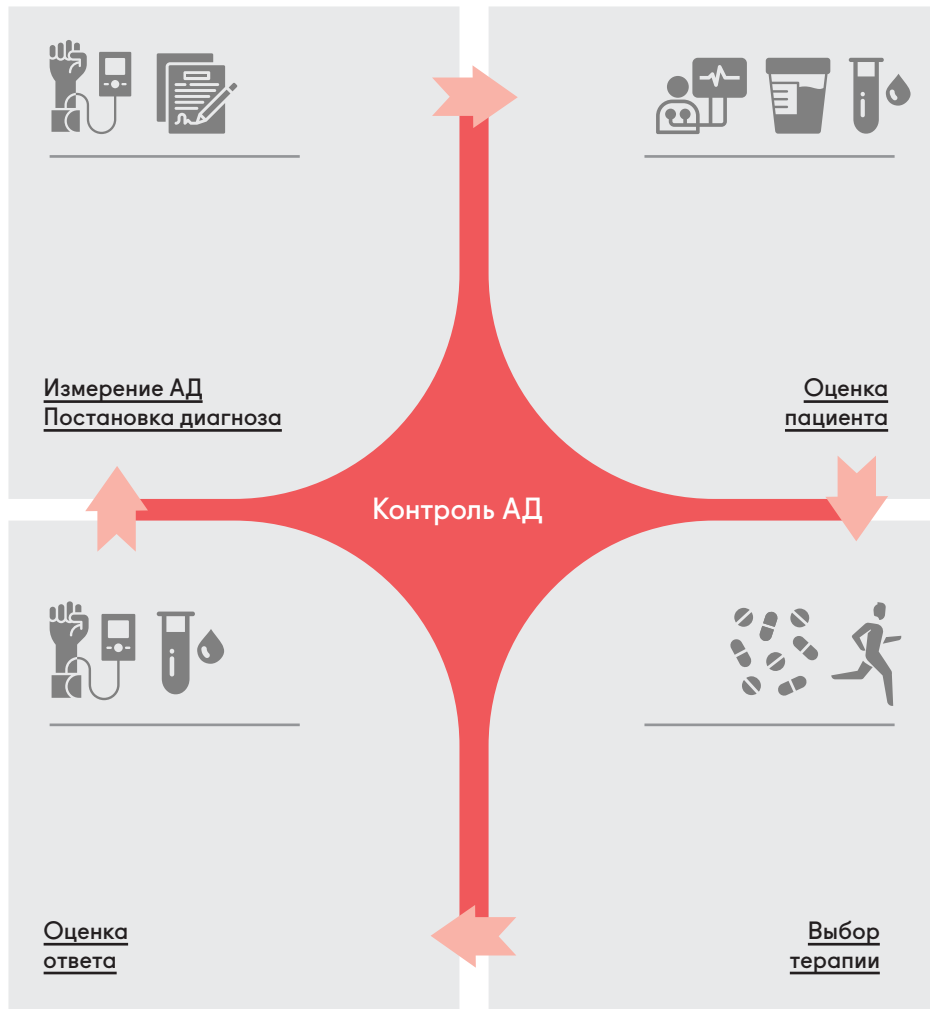 Измерение АД
Постановка диагноза
Оценка
пациента
Контроль АД
Оценка
ответа
Выбор
терапии